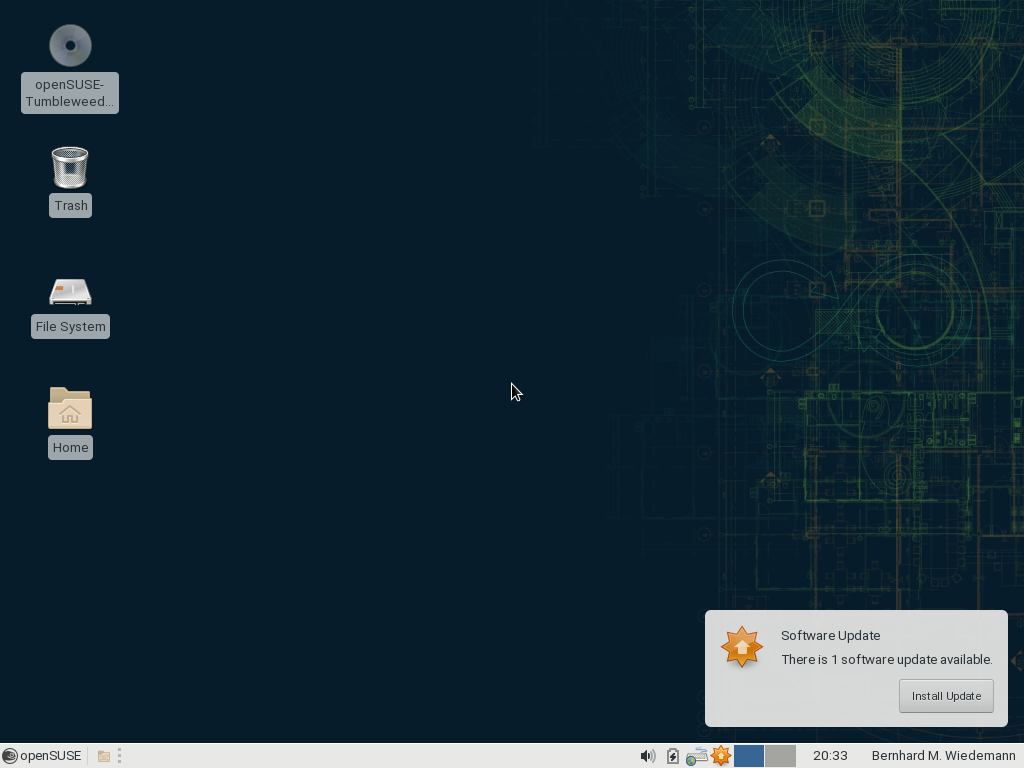 openSUSE-
Tumbleweed...
Trash
File System
Home
Software Update
There is 1 software update available.
Install Update
openSUSE
20:33
Bernhard M. Wiedemann